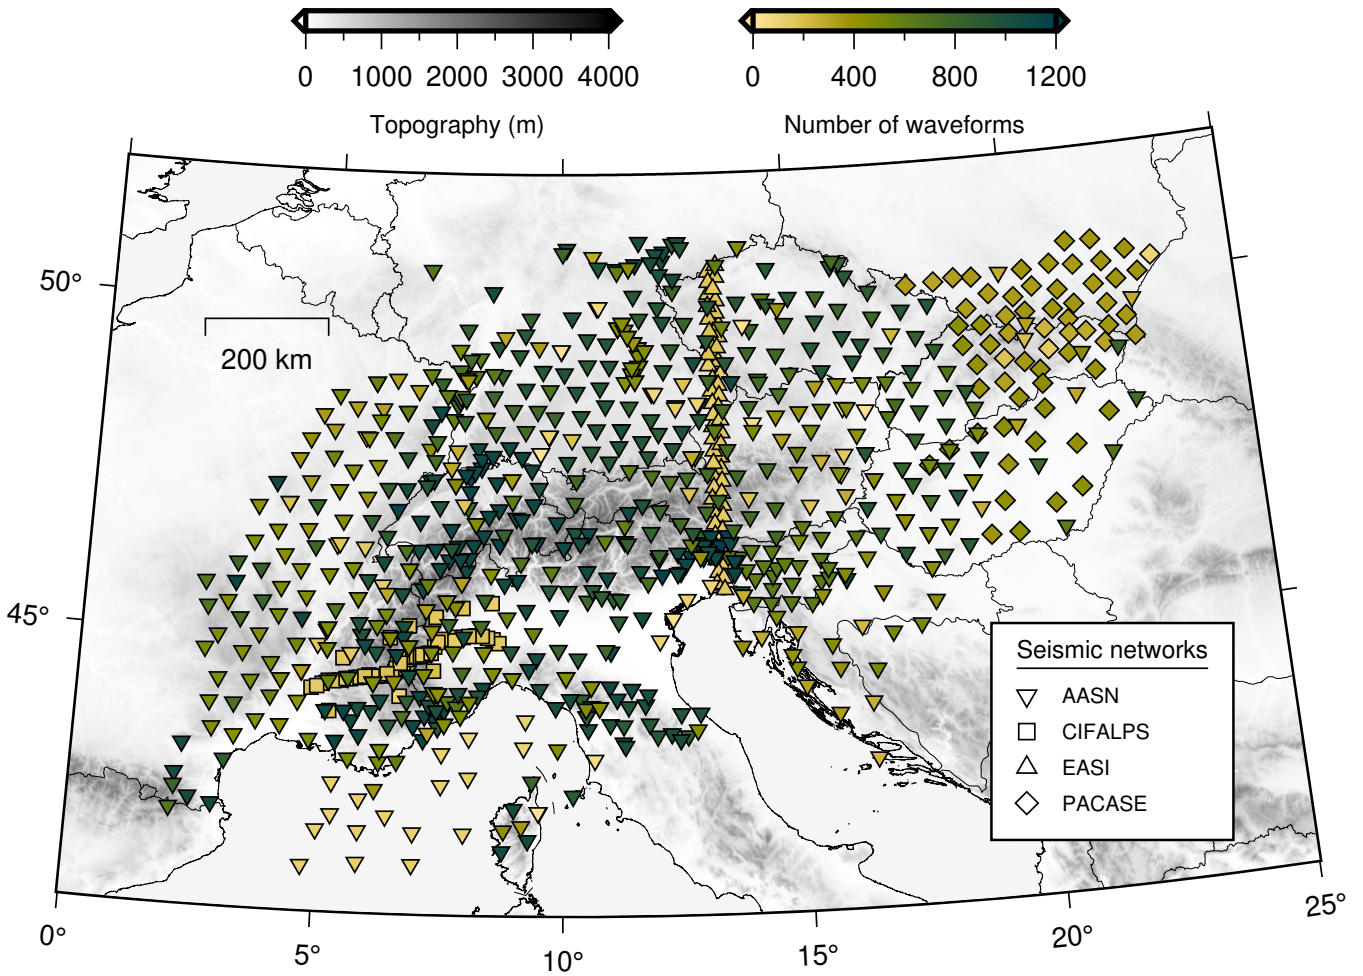 0 1000 2000 3000 4000
Topography (m)
0 400 800 1200
Number of waveforms
50°
200 km
45°
Seismic networks
AASN
CIFALPS
EASI
PACASE
0°
5°
10°
15°
20°
25°